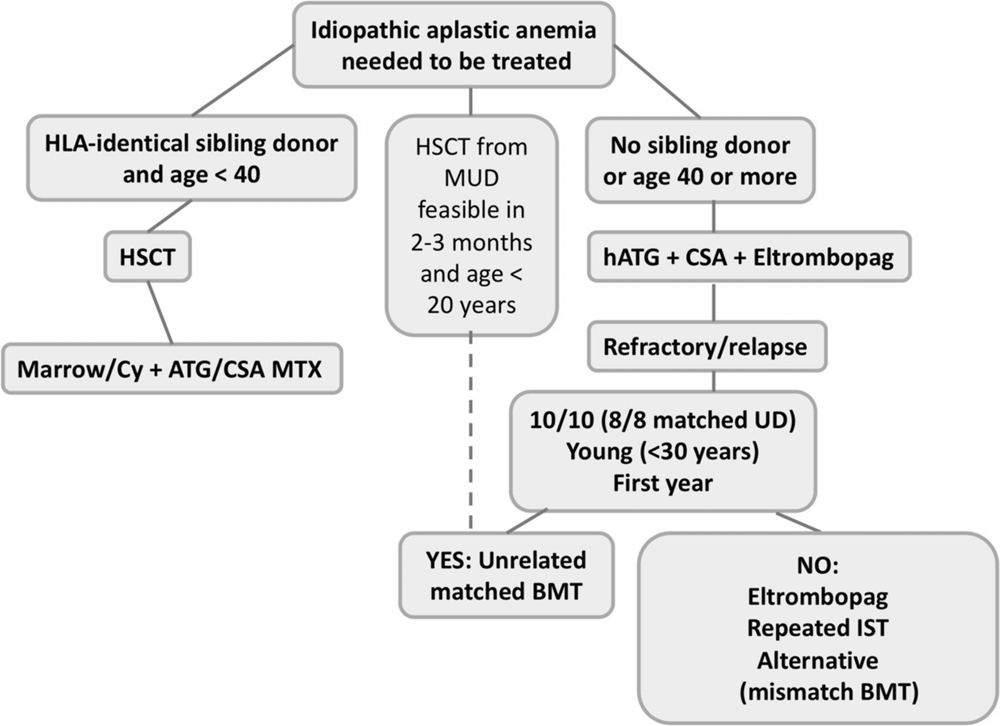 Idiopathic aplastic anemia
needed to be treated
HLA-identical sibling donor
and age < 40
HSCT
Marrow/Cy + ATG/CSA MTX
HSCT from
MUD
feasible in
2-3 months
and age <
20 years
No sibling donor
or age 40 or more
hATG + CSA + Eltrombopag
Refractory/relapse
10/10 (8/8 matched UD)
Young (<30 years)
First year
YES: Unrelated
matched BMT
NO:
Eltrombopag
Repeated IST
Alternative
(mismatch BMT)